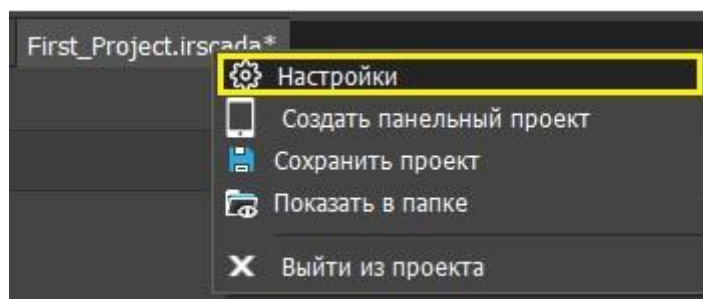 First_Project.irscada*
Настройки
Создать панельный проект
Сохранить проект
Показать в папке
Выйти из проекта